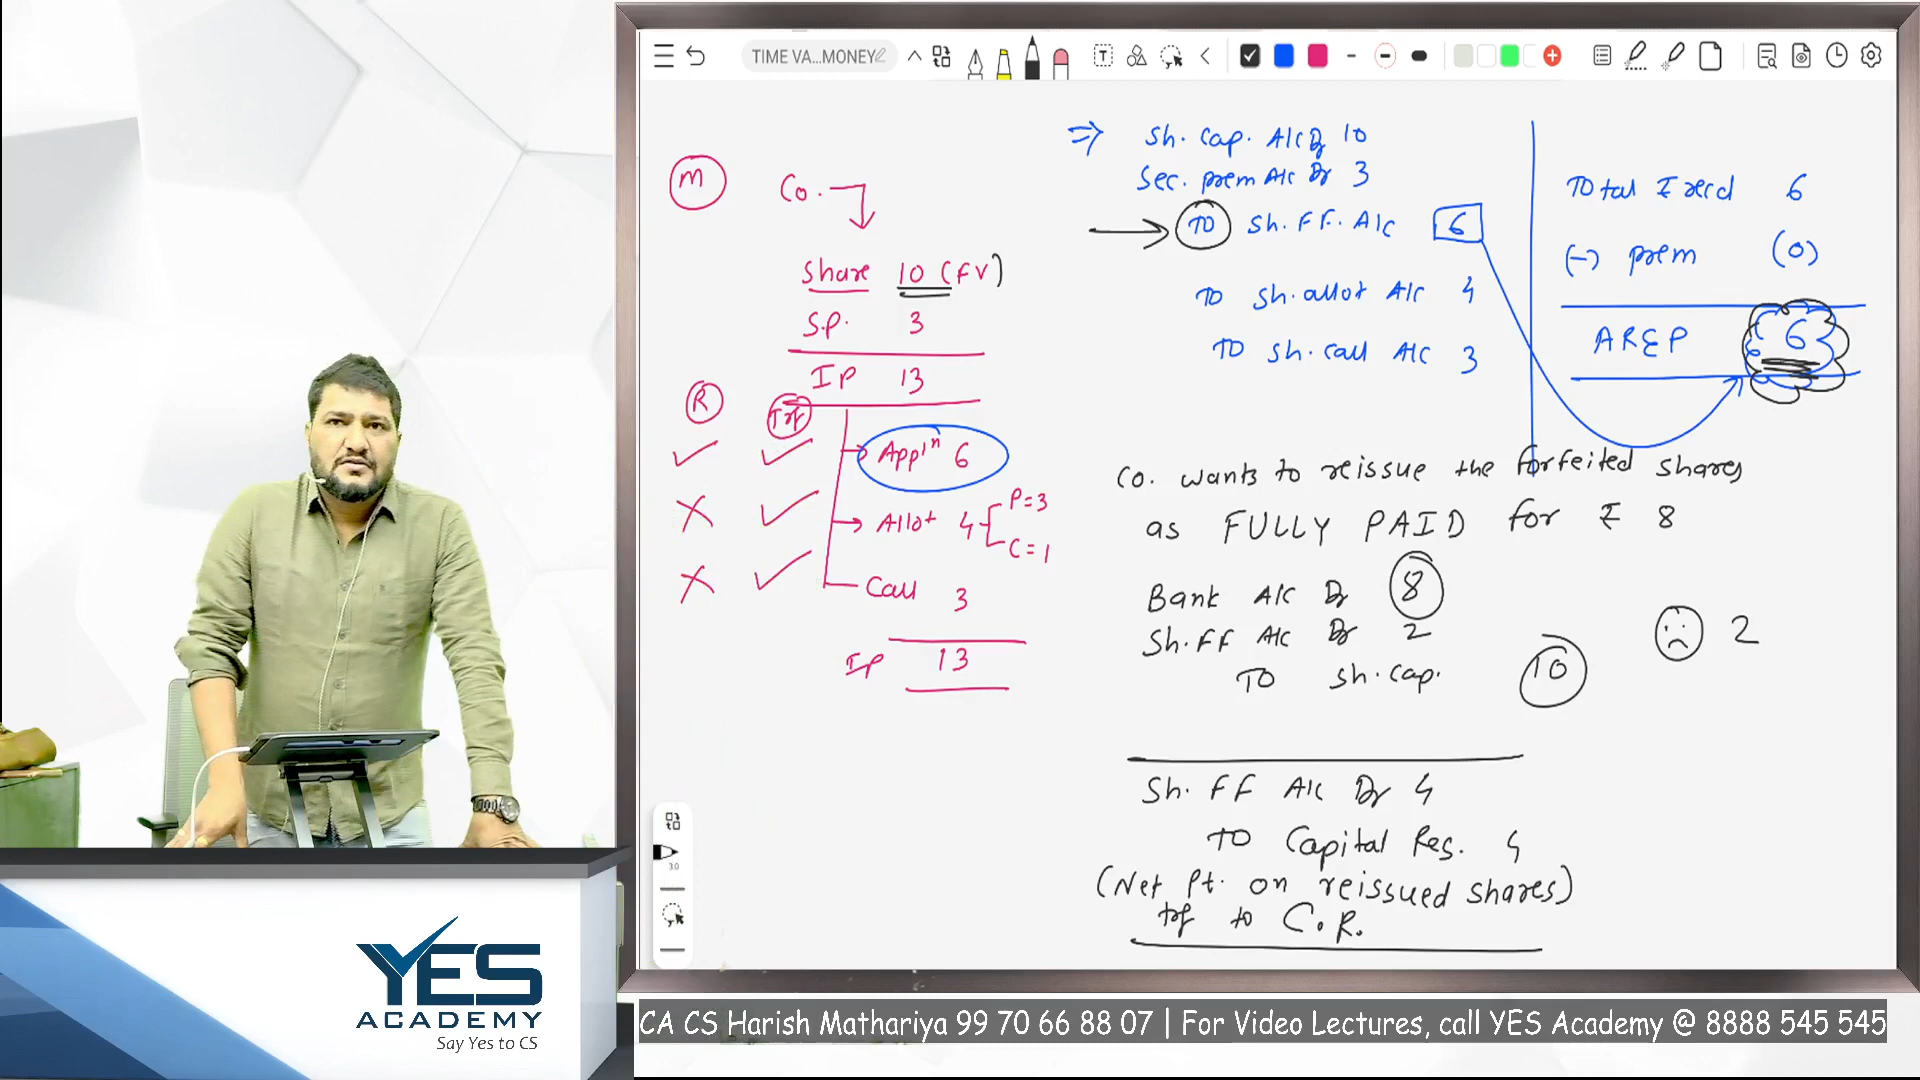 TIME VA...MONEY
M
Co.
Share 10 (FV)
S.P. 3
IP 13
R Trf
Appl^n 6
Allot 4 P=3
C=1
Call 3
IP 13
⇒ Sh. Cap. A/c Dr 10
Sec. prem A/c Dr 3
→ TO Sh. FF. A/c 6
TO Sh. allot A/c 4
TO Sh. call A/c 3
Total ₹ recd 6
(-) prem (0)
6
Co. wants to reissue the forfeited shares
as FULLY PAID for ₹ 8
Bank A/c Dr 8
Sh. FF A/c Dr 2
TO Sh. cap. 10
2
Sh. FF A/c Dr 4
TO Capital Res. 4
(Net Pt. on reissued shares)
trf to C.R.
3.0
YES
ACADEMY
Say Yes to CS
CA CS Harish Mathariya 99 70 66 88 07 | For Video Lectures, call YES Academy @ 8888 545 545